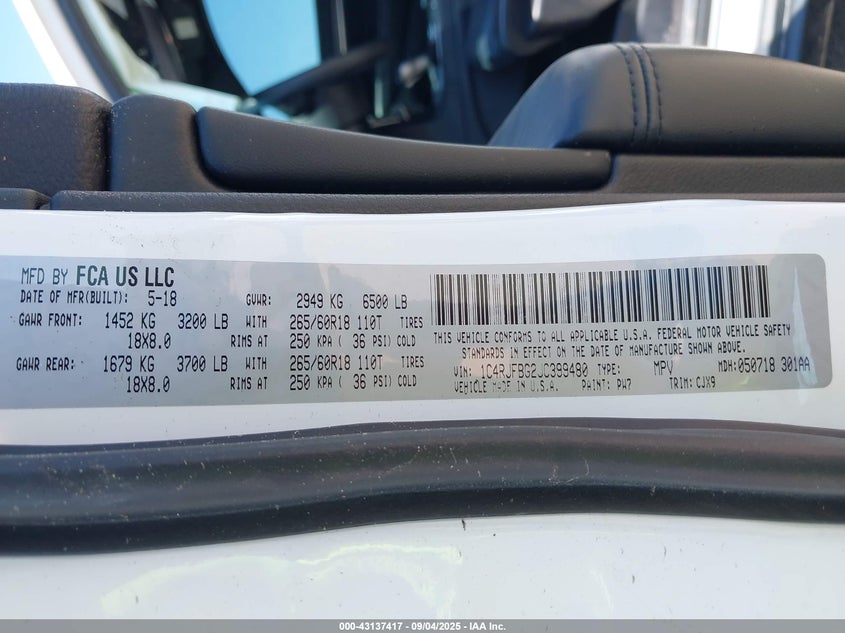 MFD BY FCA US LLC
DATE OF MFR(BUILT): 5-18 GVWR: 2949 KG 6500 LB
GAWR FRONT: 1452 KG 3200 LB WITH 265/60R18 110T TIRES
18X8.0 RIMS AT 250 KPA ( 36 PSI) COLD
GAWR REAR: 1679 KG 3700 LB WITH 265/60R18 110T TIRES
18X8.0 RIMS AT 250 KPA ( 36 PSI) COLD
THIS VEHICLE CONFORMS TO ALL APPLICABLE U.S.A. FEDERAL MOTOR VEHICLE SAFETY
STANDARDS IN EFFECT ON THE DATE OF MANUFACTURE SHOWN ABOVE.
VIN: 1C4RJFBG2JC399480 TYPE: MPV MDH: 050718 301AA
VEHICLE MADE IN U.S.A. PAINT: PW7 TRIM: CJX9
000-43137417 - 09/04/2025 - IAA Inc.